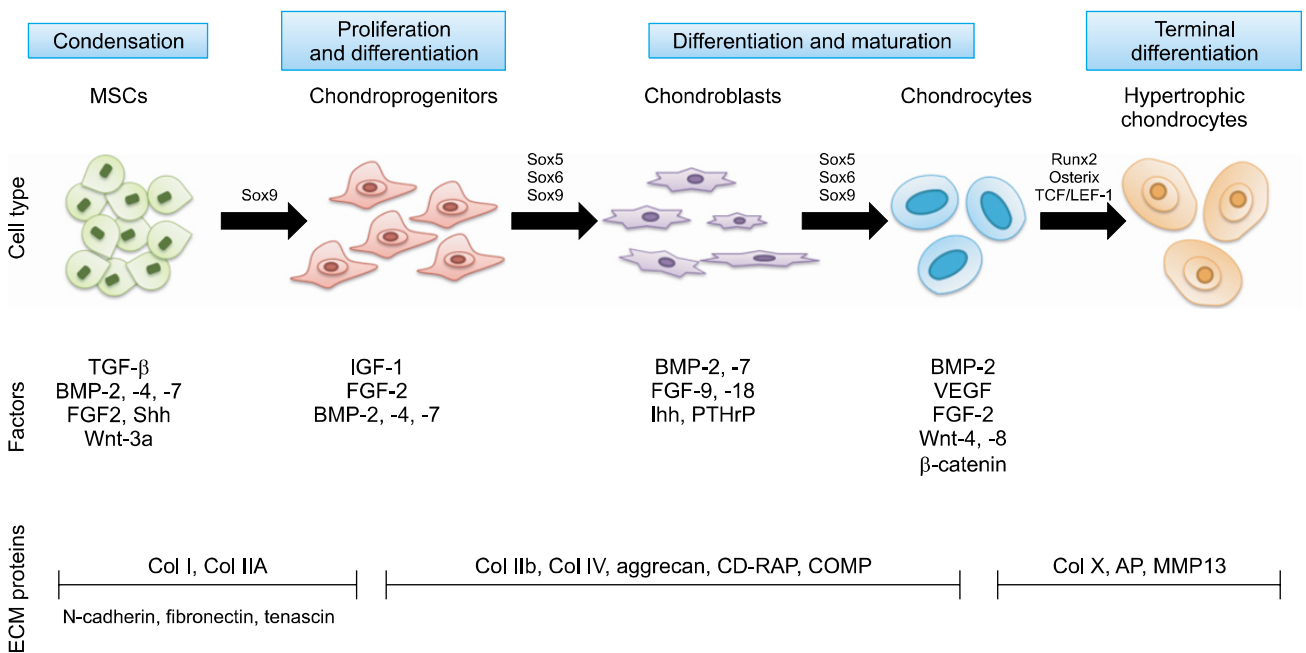 Condensation
Proliferation
and differentiation
Differentiation and maturation
Terminal
differentiation
MSCs
Chondroprogenitors
Chondroblasts
Chondrocytes
Hypertrophic
chondrocytes
Cell type
Sox9
Sox5
Sox6
Sox9
Sox5
Sox6
Sox9
Runx2
Osterix
TCF/LEF-1
Factors
TGF-β
BMP-2, -4, -7
FGF2, Shh
Wnt-3a
IGF-1
FGF-2
BMP-2, -4, -7
BMP-2, -7
FGF-9, -18
Ihh, PTHrP
BMP-2
VEGF
FGF-2
Wnt-4, -8
β-catenin
ECM proteins
Col I, Col IIA
N-cadherin, fibronectin, tenascin
Col IIb, Col IV, aggrecan, CD-RAP, COMP
Col X, AP, MMP13